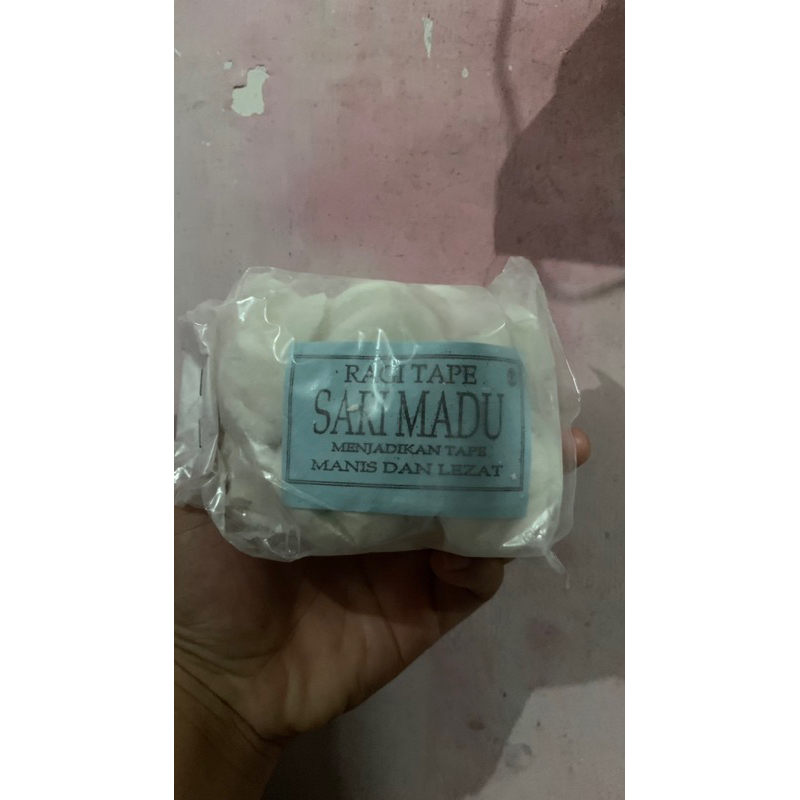 RAGI TAPE
SARI MADU
MENJADIKAN TAPE
MANIS DAN LEZAT